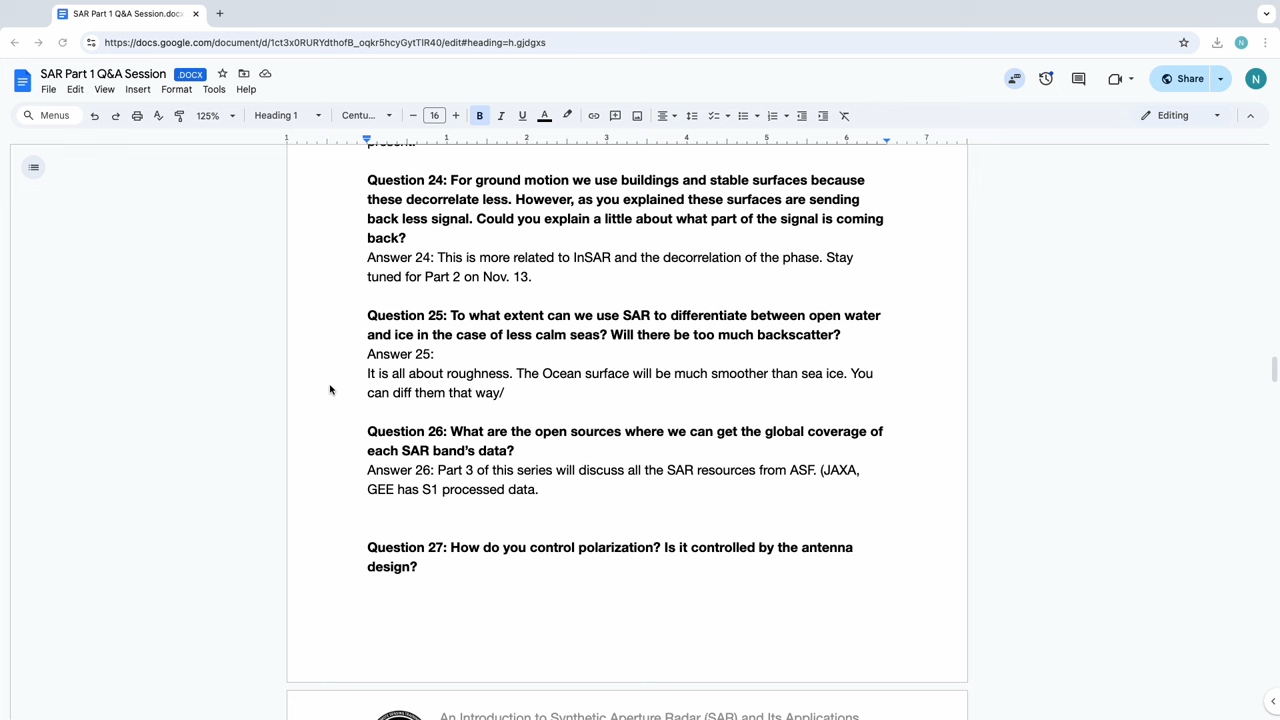 SAR Part 1 Q&A Session.docx
https://docs.google.com/document/d/1ct3x0RURYdthofB_oqkr5hcyGytTlR40/edit#heading=h.gjdgxs
N
SAR Part 1 Q&A Session .DOCX
Share
N
File Edit View Insert Format Tools Help
Menus 125% Heading 1 Centu... 16 B I U A Editing
1 1 2 3 4 5 6 7
present.
Question 24: For ground motion we use buildings and stable surfaces because
these decorrelate less. However, as you explained these surfaces are sending
back less signal. Could you explain a little about what part of the signal is coming
back?
Answer 24: This is more related to InSAR and the decorrelation of the phase. Stay
tuned for Part 2 on Nov. 13.
Question 25: To what extent can we use SAR to differentiate between open water
and ice in the case of less calm seas? Will there be too much backscatter?
Answer 25:
It is all about roughness. The Ocean surface will be much smoother than sea ice. You
can diff them that way/
Question 26: What are the open sources where we can get the global coverage of
each SAR band’s data?
Answer 26: Part 3 of this series will discuss all the SAR resources from ASF. (JAXA,
GEE has S1 processed data.
Question 27: How do you control polarization? Is it controlled by the antenna
design?
An Introduction to Synthetic Aperture Radar (SAR) and Its Applications